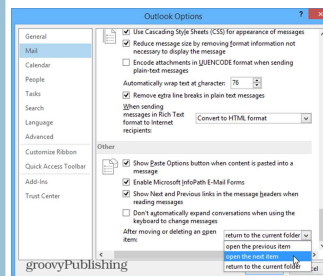 Outlook Options
?
General
Mail
Calendar
People
Tasks
Search
Language
Advanced
Customize Ribbon
Quick Access Toolbar
Add-Ins
Trust Center
Use Cascading Style Sheets (CSS) for appearance of messages
Reduce message size by removing format information not
necessary to display the message
Encode attachments in UUENCODE format when sending
plain-text messages
Automatically wrap text at character: 76
Remove extra line breaks in plain text messages
When sending
messages in Rich Text
format to Internet
recipients:
Convert to HTML format
Other
Show Paste Options button when content is pasted into a
message
Enable Microsoft InfoPath E-Mail Forms
Show Next and Previous links in the message headers when
reading messages
Don't automatically expand conversations when using the
keyboard to change messages
After moving or deleting an open
item:
return to the current folder
open the previous item
open the next item
return to the current folder
groovyPublishing